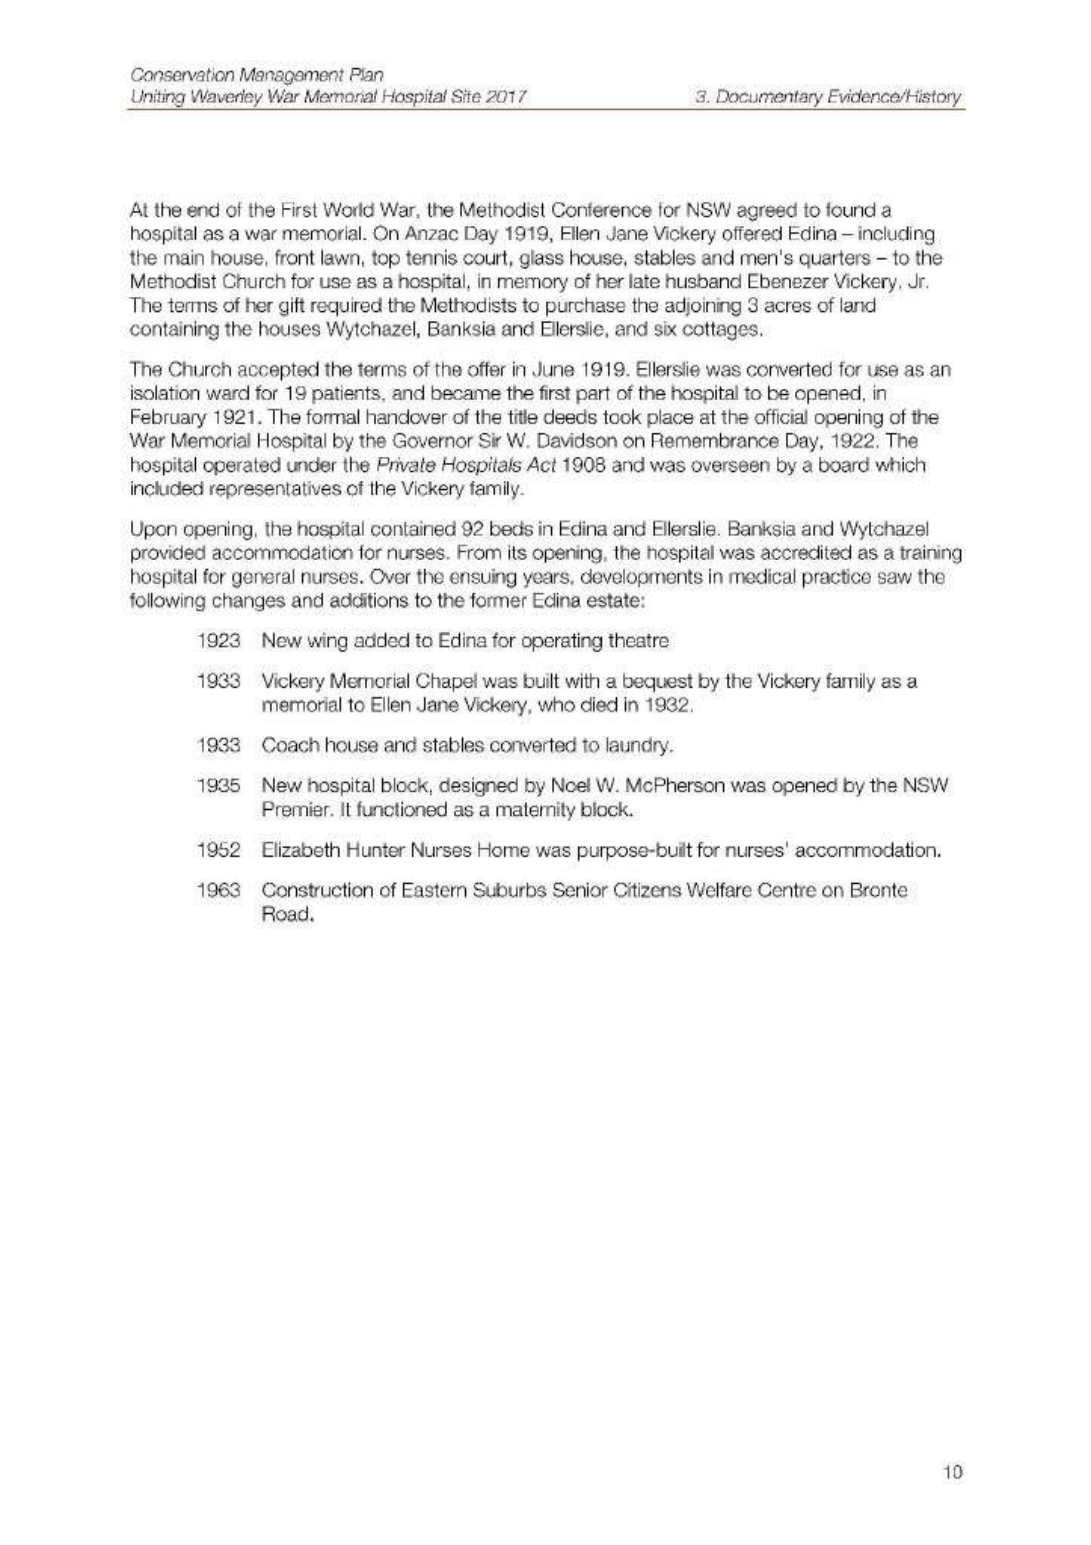 Conservation Management Plan
Uniting Waverley War Memorial Hospital Site 2017 3. Documentary Evidence/History
At the end of the First World War, the Methodist Conference for NSW agreed to found a
hospital as a war memorial. On Anzac Day 1919, Ellen Jane Vickery offered Edina – including
the main house, front lawn, top tennis court, glass house, stables and men's quarters – to the
Methodist Church for use as a hospital, in memory of her late husband Ebenezer Vickery, Jr.
The terms of her gift required the Methodists to purchase the adjoining 3 acres of land
containing the houses Wytchazel, Banksia and Ellerslie, and six cottages.
The Church accepted the terms of the offer in June 1919. Ellerslie was converted for use as an
isolation ward for 19 patients, and became the first part of the hospital to be opened, in
February 1921. The formal handover of the title deeds took place at the official opening of the
War Memorial Hospital by the Governor Sir W. Davidson on Remembrance Day, 1922. The
hospital operated under the Private Hospitals Act 1908 and was overseen by a board which
included representatives of the Vickery family.
Upon opening, the hospital contained 92 beds in Edina and Ellerslie. Banksia and Wytchazel
provided accommodation for nurses. From its opening, the hospital was accredited as a training
hospital for general nurses. Over the ensuing years, developments in medical practice saw the
following changes and additions to the former Edina estate:
1923 New wing added to Edina for operating theatre
1933 Vickery Memorial Chapel was built with a bequest by the Vickery family as a
memorial to Ellen Jane Vickery, who died in 1932.
1933 Coach house and stables converted to laundry.
1935 New hospital block, designed by Noel W. McPherson was opened by the NSW
Premier. It functioned as a maternity block.
1952 Elizabeth Hunter Nurses Home was purpose-built for nurses' accommodation.
1963 Construction of Eastern Suburbs Senior Citizens Welfare Centre on Bronte
Road.
10